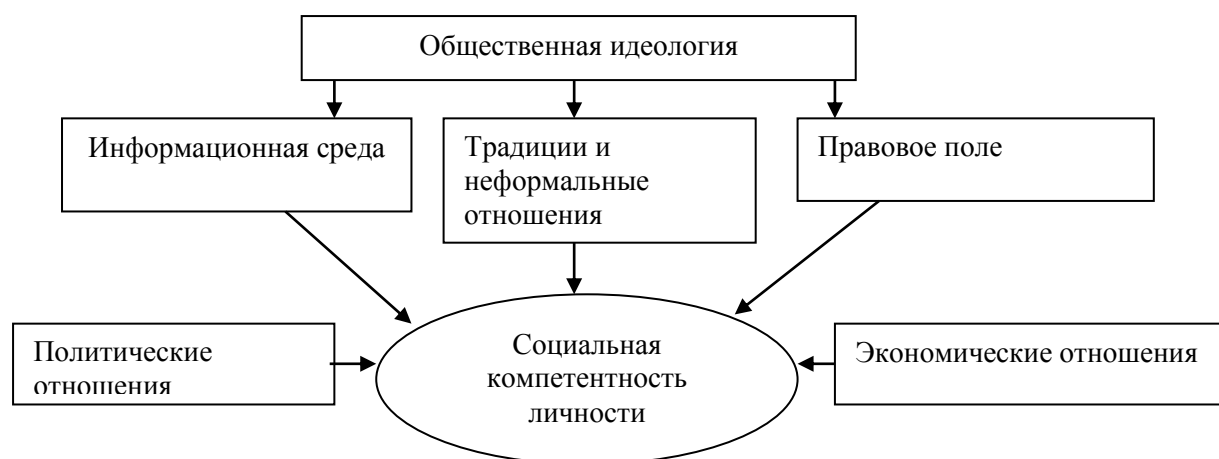 Общественная идеология
Информационная среда
Традиции и
неформальные
отношения
Правовое поле
Политические
отношения
Социальная
компетентность
личности
Экономические отношения